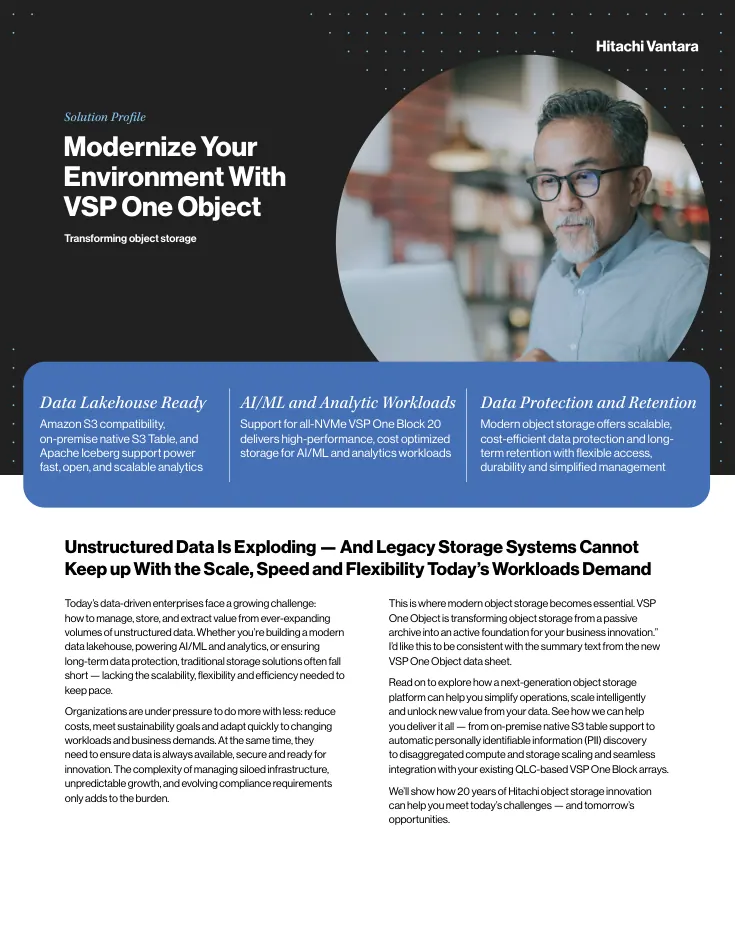 Hitachi Vantara
Solution Profile
Modernize Your
Environment With
VSP One Object
Transforming object storage
Data Lakehouse Ready
Amazon S3 compatibility,
on-premise native S3 Table, and
Apache Iceberg support power
fast, open, and scalable analytics
AI/ML and Analytic Workloads
Support for all-NVMe VSP One Block 20
delivers high-performance, cost optimized
storage for AI/ML and analytics workloads
Data Protection and Retention
Modern object storage offers scalable,
cost-efficient data protection and long-
term retention with flexible access,
durability and simplified management
Unstructured Data Is Exploding — And Legacy Storage Systems Cannot
Keep up With the Scale, Speed and Flexibility Today's Workloads Demand
Today's data-driven enterprises face a growing challenge:
how to manage, store, and extract value from ever-expanding
volumes of unstructured data. Whether you're building a modern
data lakehouse, powering AI/ML and analytics, or ensuring
long-term data protection, traditional storage solutions often fall
short — lacking the scalability, flexibility and efficiency needed to
keep pace.
Organizations are under pressure to do more with less: reduce
costs, meet sustainability goals and adapt quickly to changing
workloads and business demands. At the same time, they
need to ensure data is always available, secure and ready for
innovation. The complexity of managing siloed infrastructure,
unpredictable growth, and evolving compliance requirements
only adds to the burden.
This is where modern object storage becomes essential. VSP
One Object is transforming object storage from a passive
archive into an active foundation for your business innovation."
I'd like this to be consistent with the summary text from the new
VSP One Object data sheet.
Read on to explore how a next-generation object storage
platform can help you simplify operations, scale intelligently
and unlock new value from your data. See how we can help
you deliver it all — from on-premise native S3 table support to
automatic personally identifiable information (PII) discovery
to disaggregated compute and storage scaling and seamless
integration with your existing QLC-based VSP One Block arrays.
We'll show how 20 years of Hitachi object storage innovation
can help you meet today's challenges — and tomorrow's
opportunities.